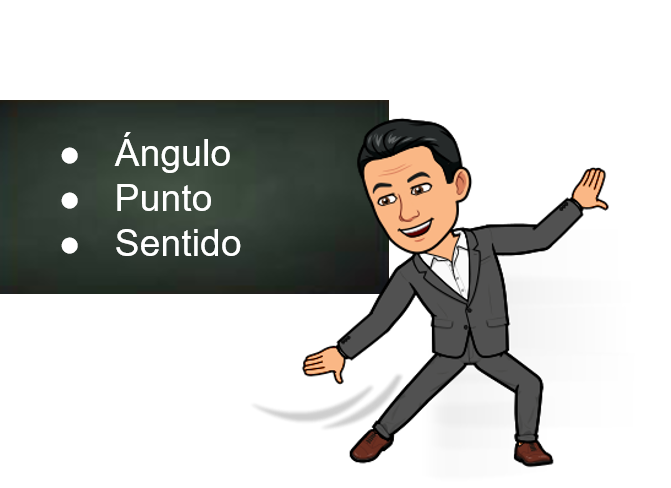 ● Ángulo
● Punto
● Sentido